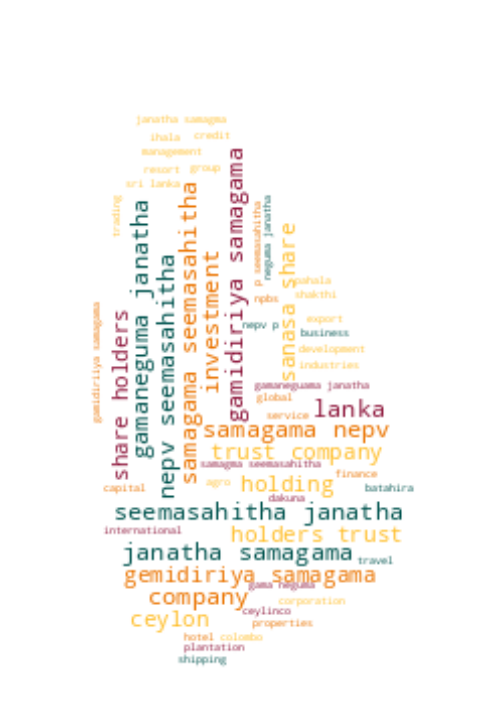 janatha samagma
ihala
credit
management
resort
group
sri lanka
trading
gamidiriya samagama
samagama seemasahitha
gamaneguma janatha
nepv seemasahitha
investment
share holders
gamidiriiya samagama
p seemasahitha
neguma janatha
sanasa share
pahala
shakthi
npbs
nepv p
export
business
development
industries
gamaneguama janatha
global
service
lanka
samagama nepv
trust company
samagma seemasahitha
finance
capital
agro
holding
batahira
dakuna
seemasahitha janatha
international
holders trust
janatha samagama
travel
gemidiriya samagama
gama neguma
company
corporation
ceylinco
ceylon
properties
hotel
colombo
plantation
shipping